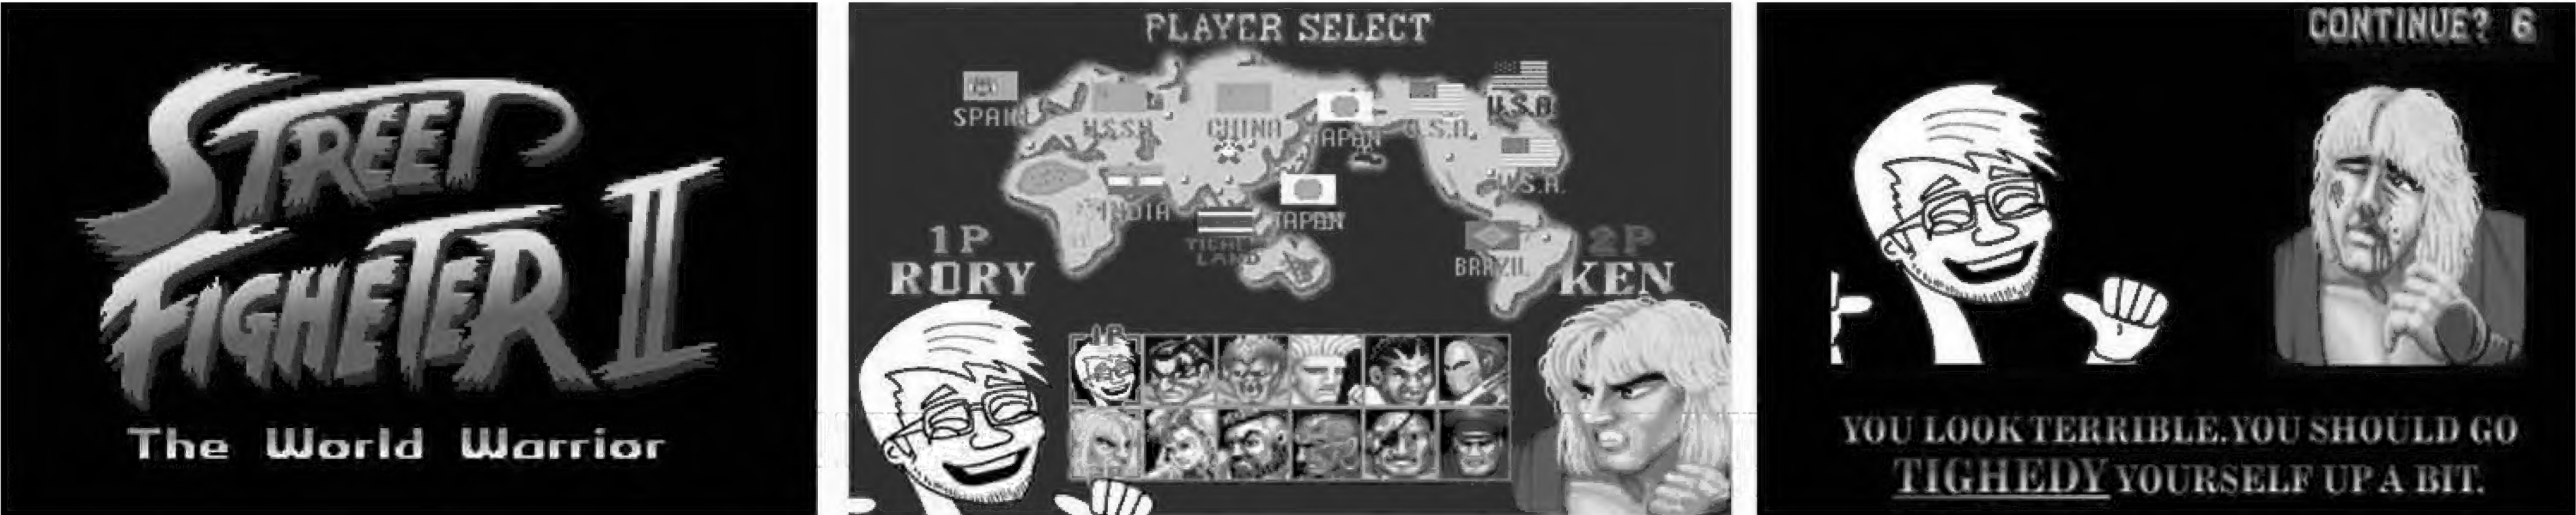 STREET
FIGHETER II
The World Warrior
PLAYER SELECT
SPAIN
U.S.S.R
CHINA
JAPAN
U.S.A.
U.S.A.
U.S.A.
INDIA
JAPAN
BRAZIL
1P
RORY
2P
KEN
1P
CONTINUE? 6
YOU LOOK TERRIBLE.YOU SHOULD GO
TIGHEDY YOURSELF UP A BIT.